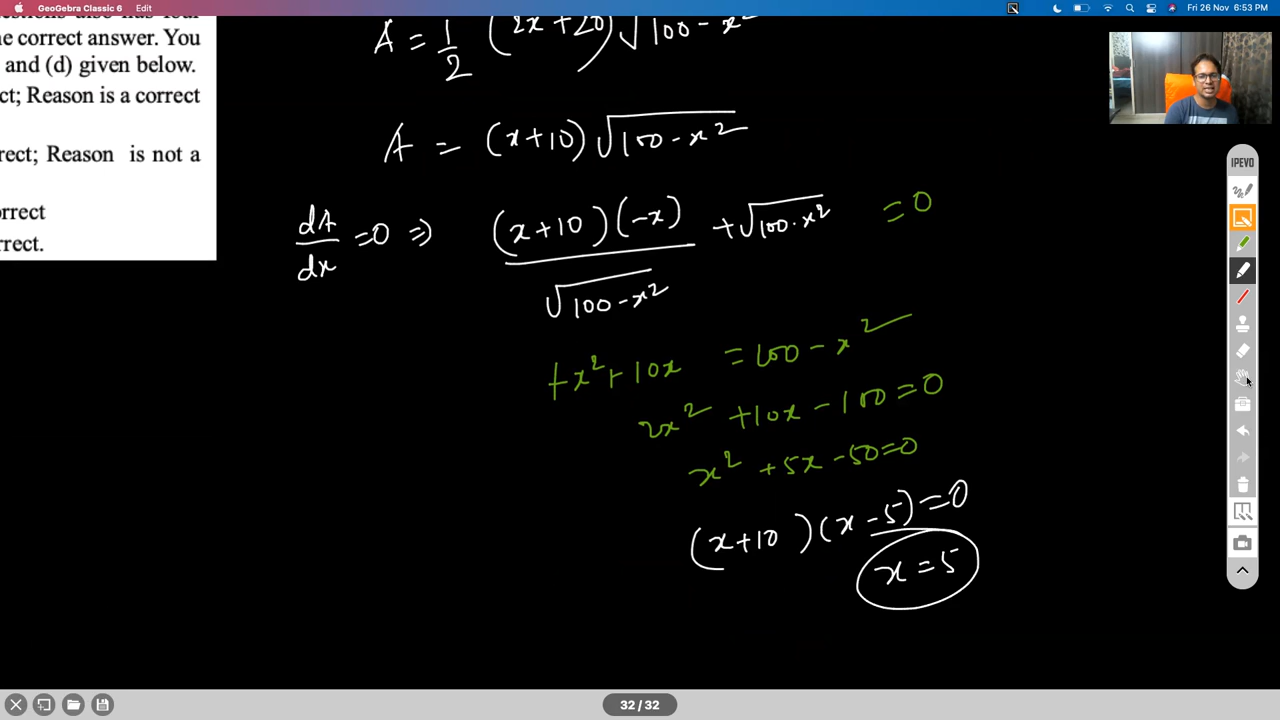 GeoGebra Classic 6 Edit Fri 26 Nov 6:53 PM
e correct answer. You
and (d) given below.
ct; Reason is a correct
rect; Reason is not a
orrect
rrect.
A = 1/2 (2x+20)√100-x²
A = (x+10)√100-x²
dA/dx =0 ⇒ (x+10)(-x)/√100-x² +√100-x² =0
+x²+10x =100-x²
2x² +10x-100=0
x² +5x-50=0
(x+10)(x-5)=0
x=5
IPEVO
32/32